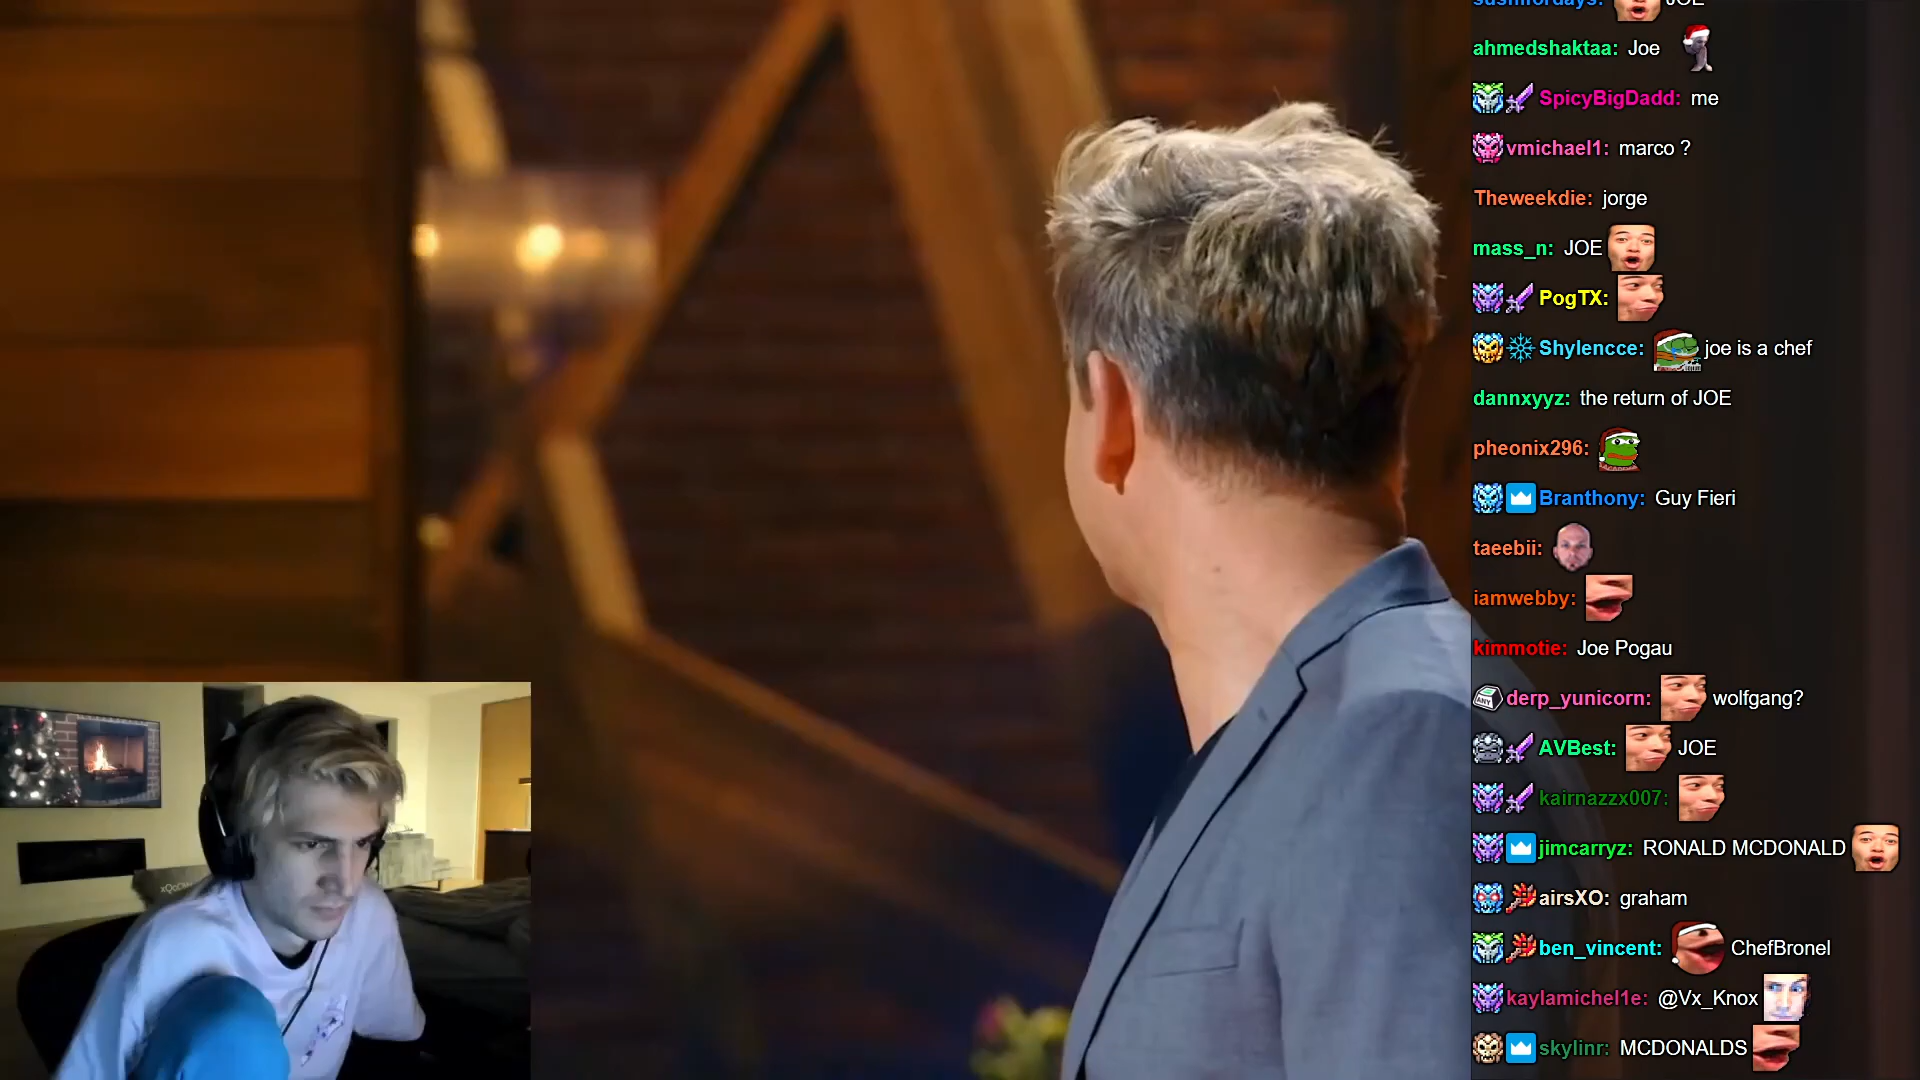 sushifordays: JOE
ahmedshaktaa: Joe
SpicyBigDadd: me
vmichael1: marco ?
Theweekdie: jorge
mass_n: JOE
PogTX:
Shylencce: joe is a chef
dannxyyz: the return of JOE
pheonix296:
Branthony: Guy Fieri
taeebii:
iamwebby:
kimmotie: Joe Pogau
derp_yunicorn: wolfgang?
AVBest: JOE
kairnazzx007:
jimcarryz: RONALD MCDONALD
airsXO: graham
ben_vincent: ChefBronel
kaylamichel1e: @Vx_Knox
skylinr: MCDONALDS